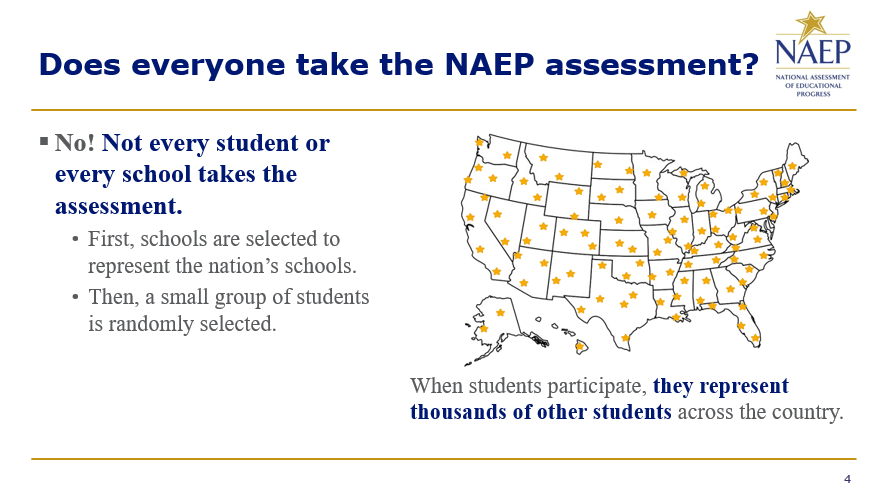 Does everyone take the NAEP assessment?
NAEP
NATIONAL ASSESSMENT
OF EDUCATIONAL
PROGRESS
▪ No! Not every student or
every school takes the
assessment.
• First, schools are selected to
represent the nation’s schools.
• Then, a small group of students
is randomly selected.
When students participate, they represent
thousands of other students across the country.
4